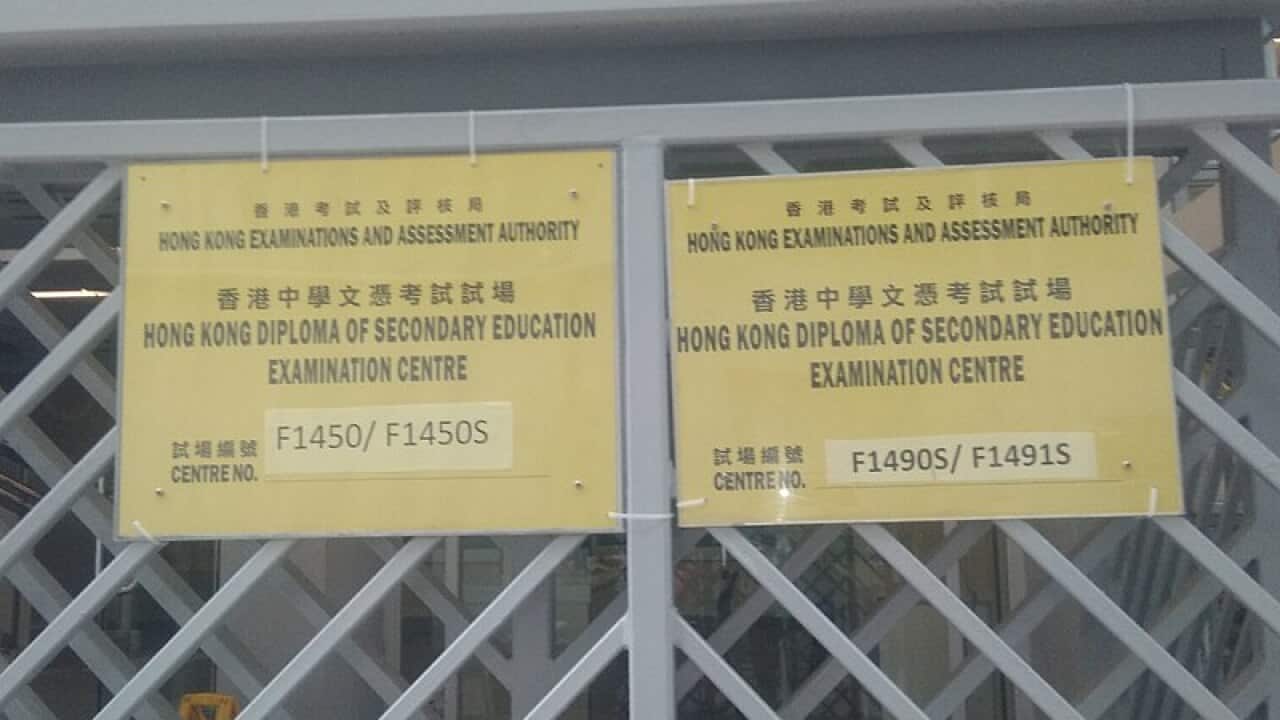 香港考試及評核局
HONG KONG EXAMINATIONS AND ASSESSMENT AUTHORITY
香港中學文憑考試試場
HONG KONG DIPLOMA OF SECONDARY EDUCATION
EXAMINATION CENTRE
試場編號
CENTRE NO.
F1450/ F1450S
香港考試及評核局
HONG KONG EXAMINATIONS AND ASSESSMENT AUTHORITY
香港中學文憑考試試場
HONG KONG DIPLOMA OF SECONDARY EDUCATION
EXAMINATION CENTRE
試場編號
CENTRE NO.
F1490S/ F1491S